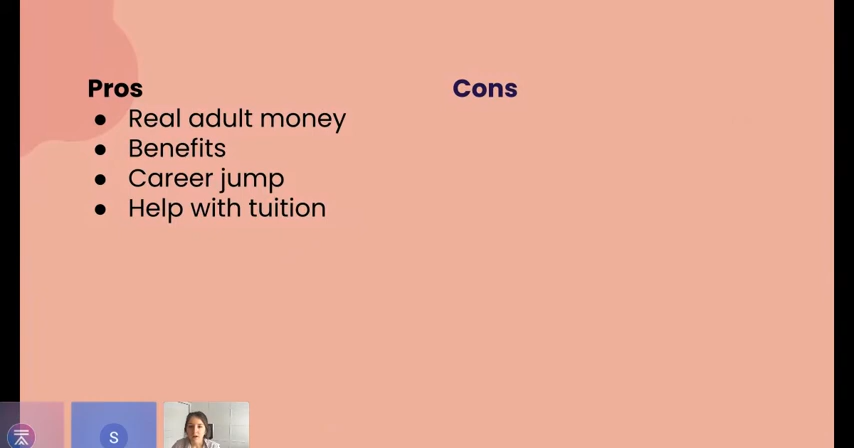 Pros
● Real adult money
● Benefits
● Career jump
● Help with tuition
Cons
S